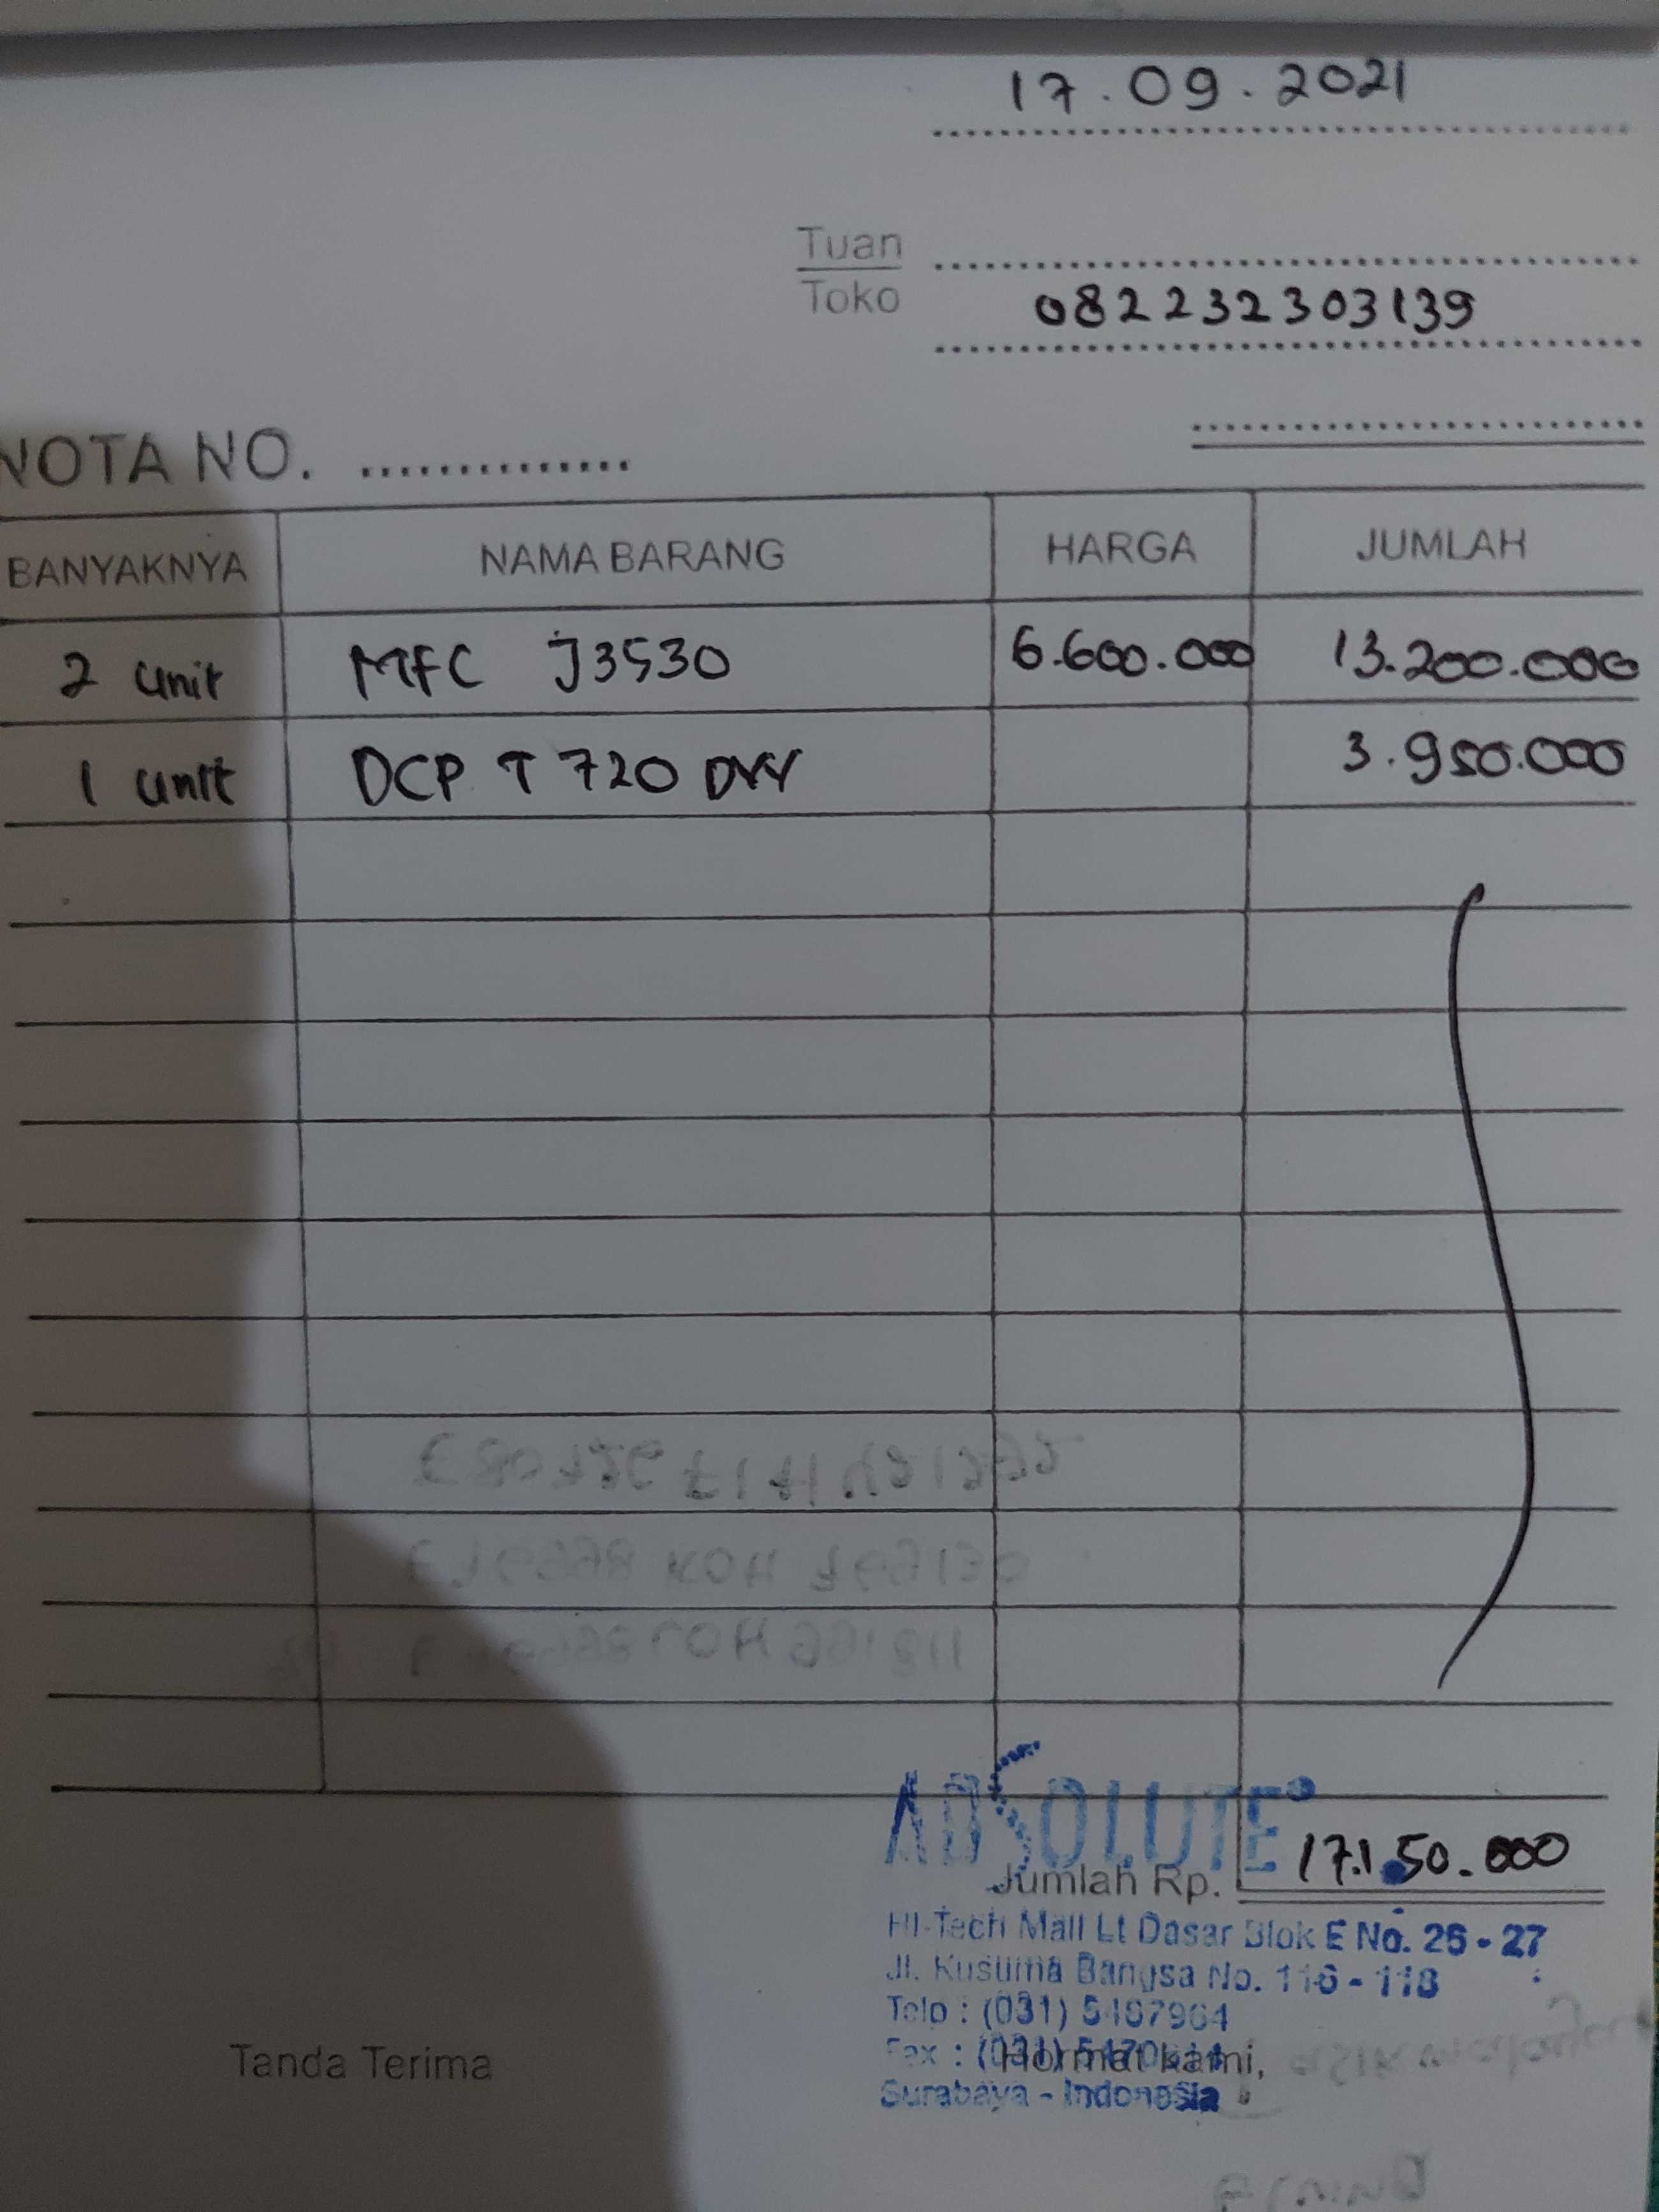 17.09.2021
Tuan
Toko
082232303139
NOTA NO. ..............
BANYAKNYA NAMA BARANG HARGA JUMLAH
2 unit MFC J3530 6.600.000 13.200.000
1 unit DCP T 720 DW 3.950.000
ABSOLUTE
Jumlah Rp. 17.150.000
Hi-Tech Mall Lt Dasar Blok E No. 26 - 27
Jl. Kusuma Bangsa No. 116 - 118
Telp : (031)
Fax : (031)
Tanda Terima Hormat kami,
Surabaya - Indonesia